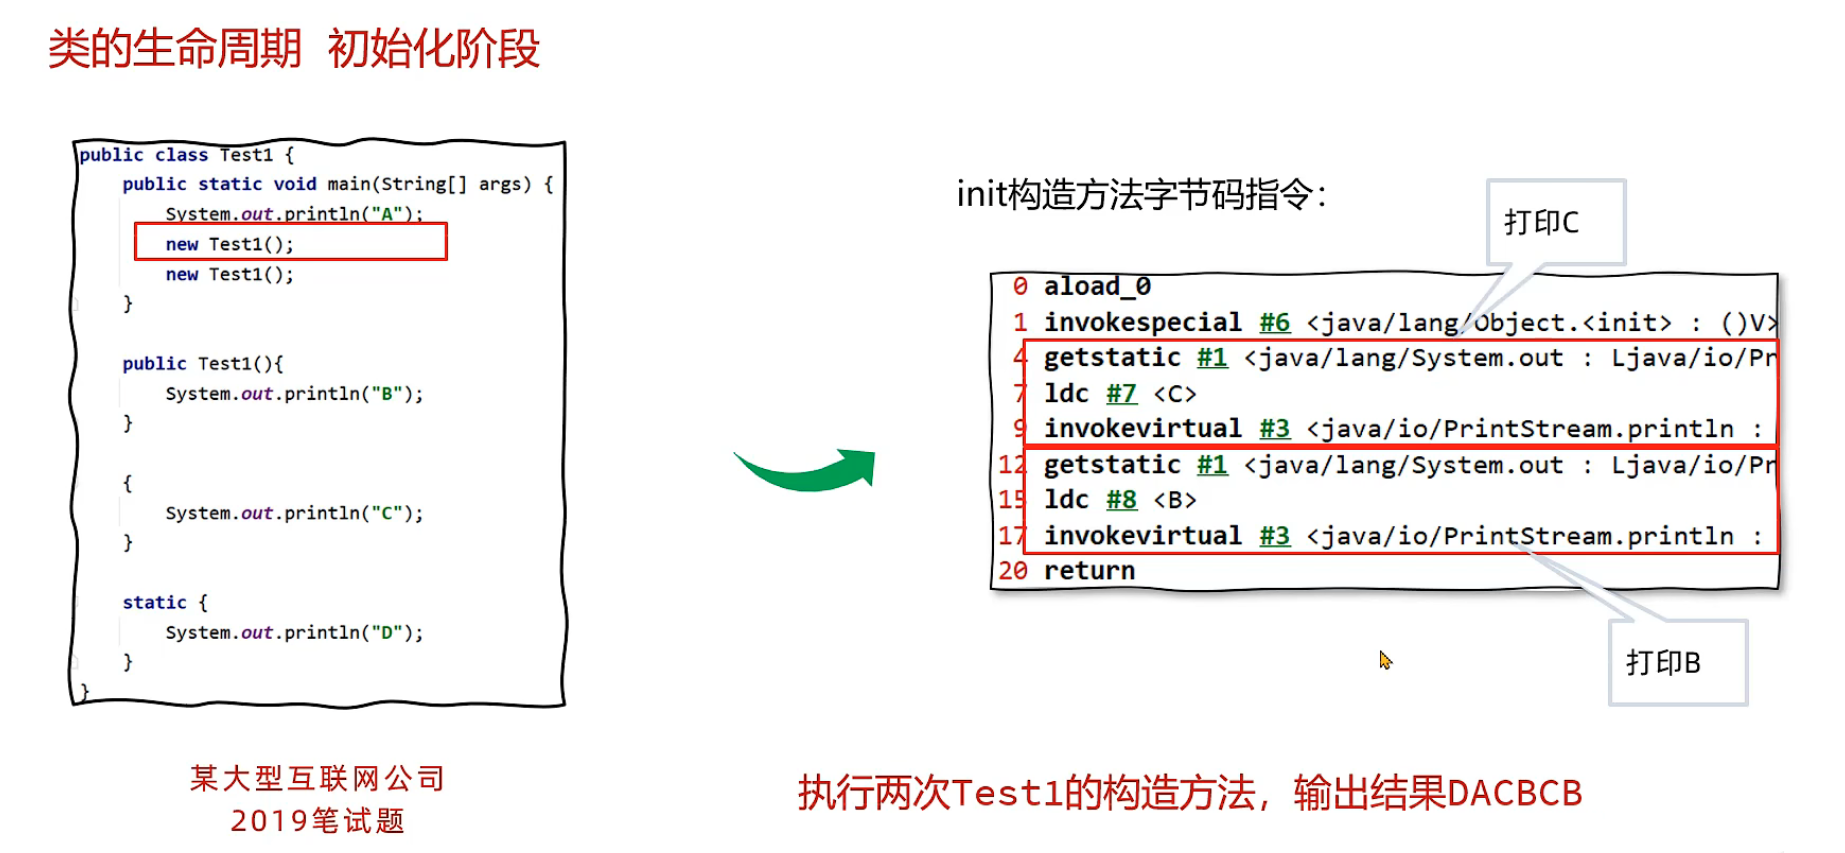 类的生命周期 初始化阶段
public class Test1 {
public static void main(String[] args) {
System.out.println("A");
new Test1();
new Test1();
}
public Test1(){
System.out.println("B");
}
{
System.out.println("C");
}
static {
System.out.println("D");
}
}
某大型互联网公司
2019笔试题
init构造方法字节码指令：
打印C
0 aload_0
1 invokespecial #6 <java/lang/Object.<init> : ()V>
4 getstatic #1 <java/lang/System.out : Ljava/io/Pr
7 ldc #7 <C>
9 invokevirtual #3 <java/io/PrintStream.println :
12 getstatic #1 <java/lang/System.out : Ljava/io/Pr
15 ldc #8 <B>
17 invokevirtual #3 <java/io/PrintStream.println :
20 return
打印B
执行两次Test1的构造方法，输出结果DACBCB